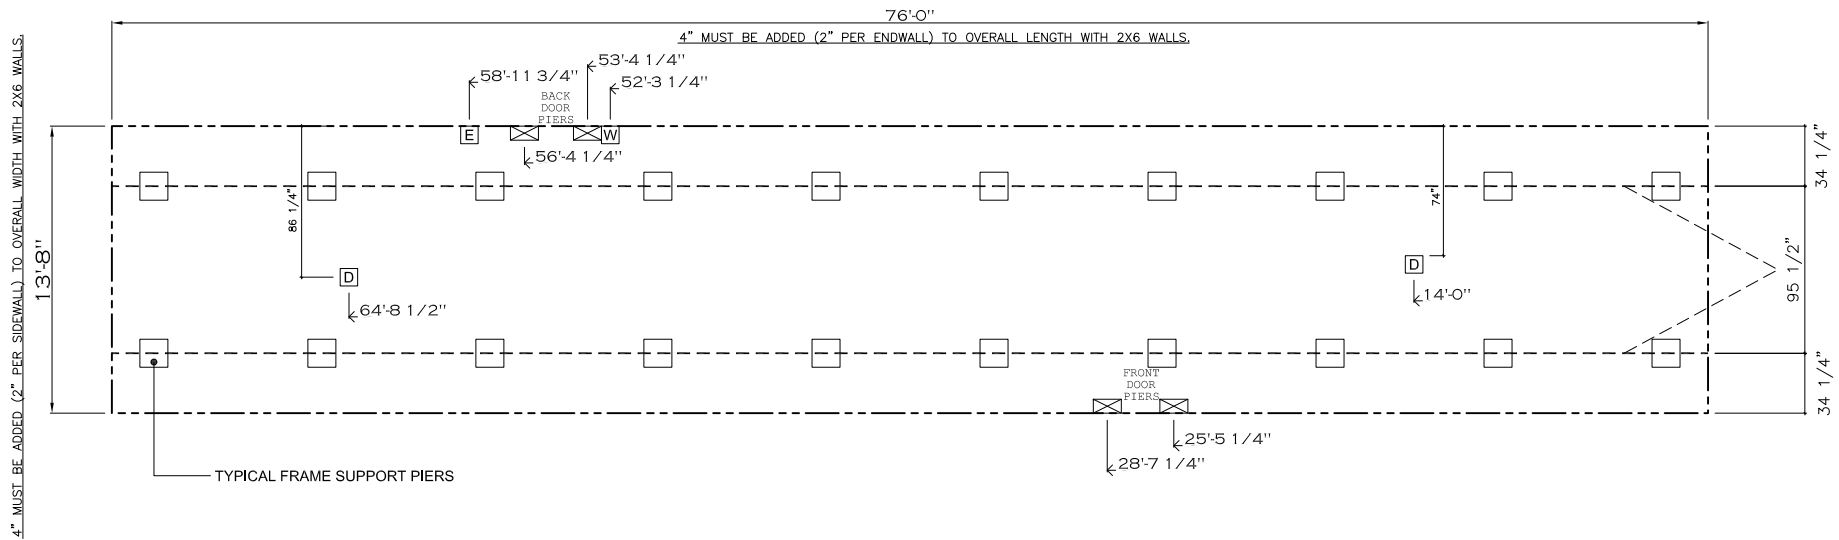 76'-0"
4" MUST BE ADDED (2" PER ENDWALL) TO OVERALL LENGTH WITH 2X6 WALLS.
4" MUST BE ADDED (2" PER SIDEWALL) TO OVERALL WIDTH WITH 2X6 WALLS.
53'-4 1/4"
58'-11 3/4"
52'-3 1/4"
BACK
DOOR
PIERS
E
W
56'-4 1/4"
34 1/4"
13'-8"
86 1/4"
74"
D
64'-8 1/2"
D
14'-0"
95 1/2"
FRONT
DOOR
PIERS
34 1/4"
25'-5 1/4"
28'-7 1/4"
TYPICAL FRAME SUPPORT PIERS